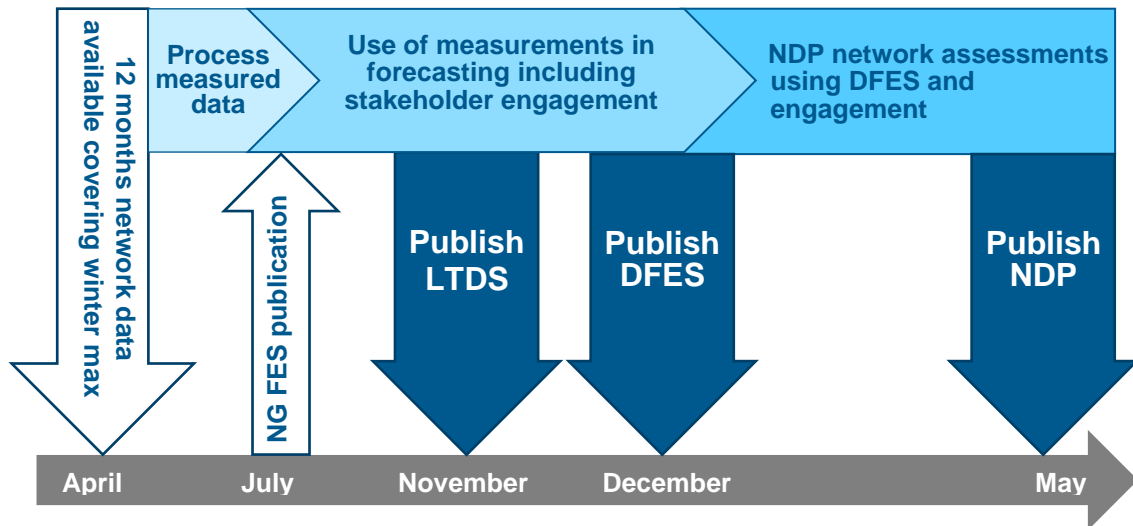 12 months network data
available covering winter max
Process
measured
data
Use of measurements in
forecasting including
stakeholder engagement
NDP network assessments
using DFES and
engagement
NG FES publication
Publish
LTDS
Publish
DFES
Publish
NDP
April
July
November
December
May